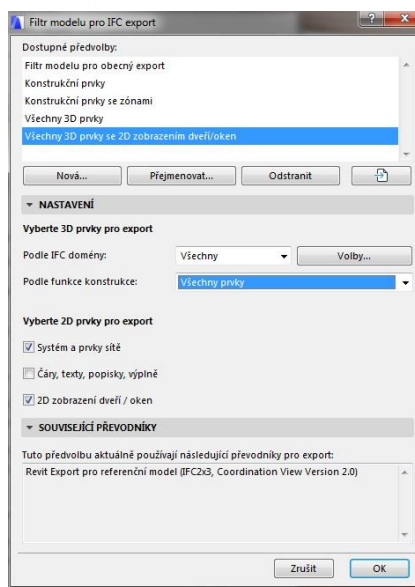 Filtr modelu pro IFC export
Dostupné předvolby:
Filtr modelu pro obecný export
Konstrukční prvky
Konstrukční prvky se zónami
Všechny 3D prvky
Všechny 3D prvky se 2D zobrazením dveří/oken
Nová... Přejmenovat... Odstranit
NASTAVENÍ
Vyberte 3D prvky pro export
Podle IFC domény: Všechny Volby...
Podle funkce konstrukce: Všechny prvky
Vyberte 2D prvky pro export
Systém a prvky sítě
Čáry, texty, popisky, výplně
2D zobrazení dveří / oken
SOUVISEJÍCÍ PŘEVODNÍKY
Tuto předvolbu aktuálně používají následující převodníky pro export:
Revit Export pro referenční model (IFC2x3, Coordination View Version 2.0)
Zrušit OK